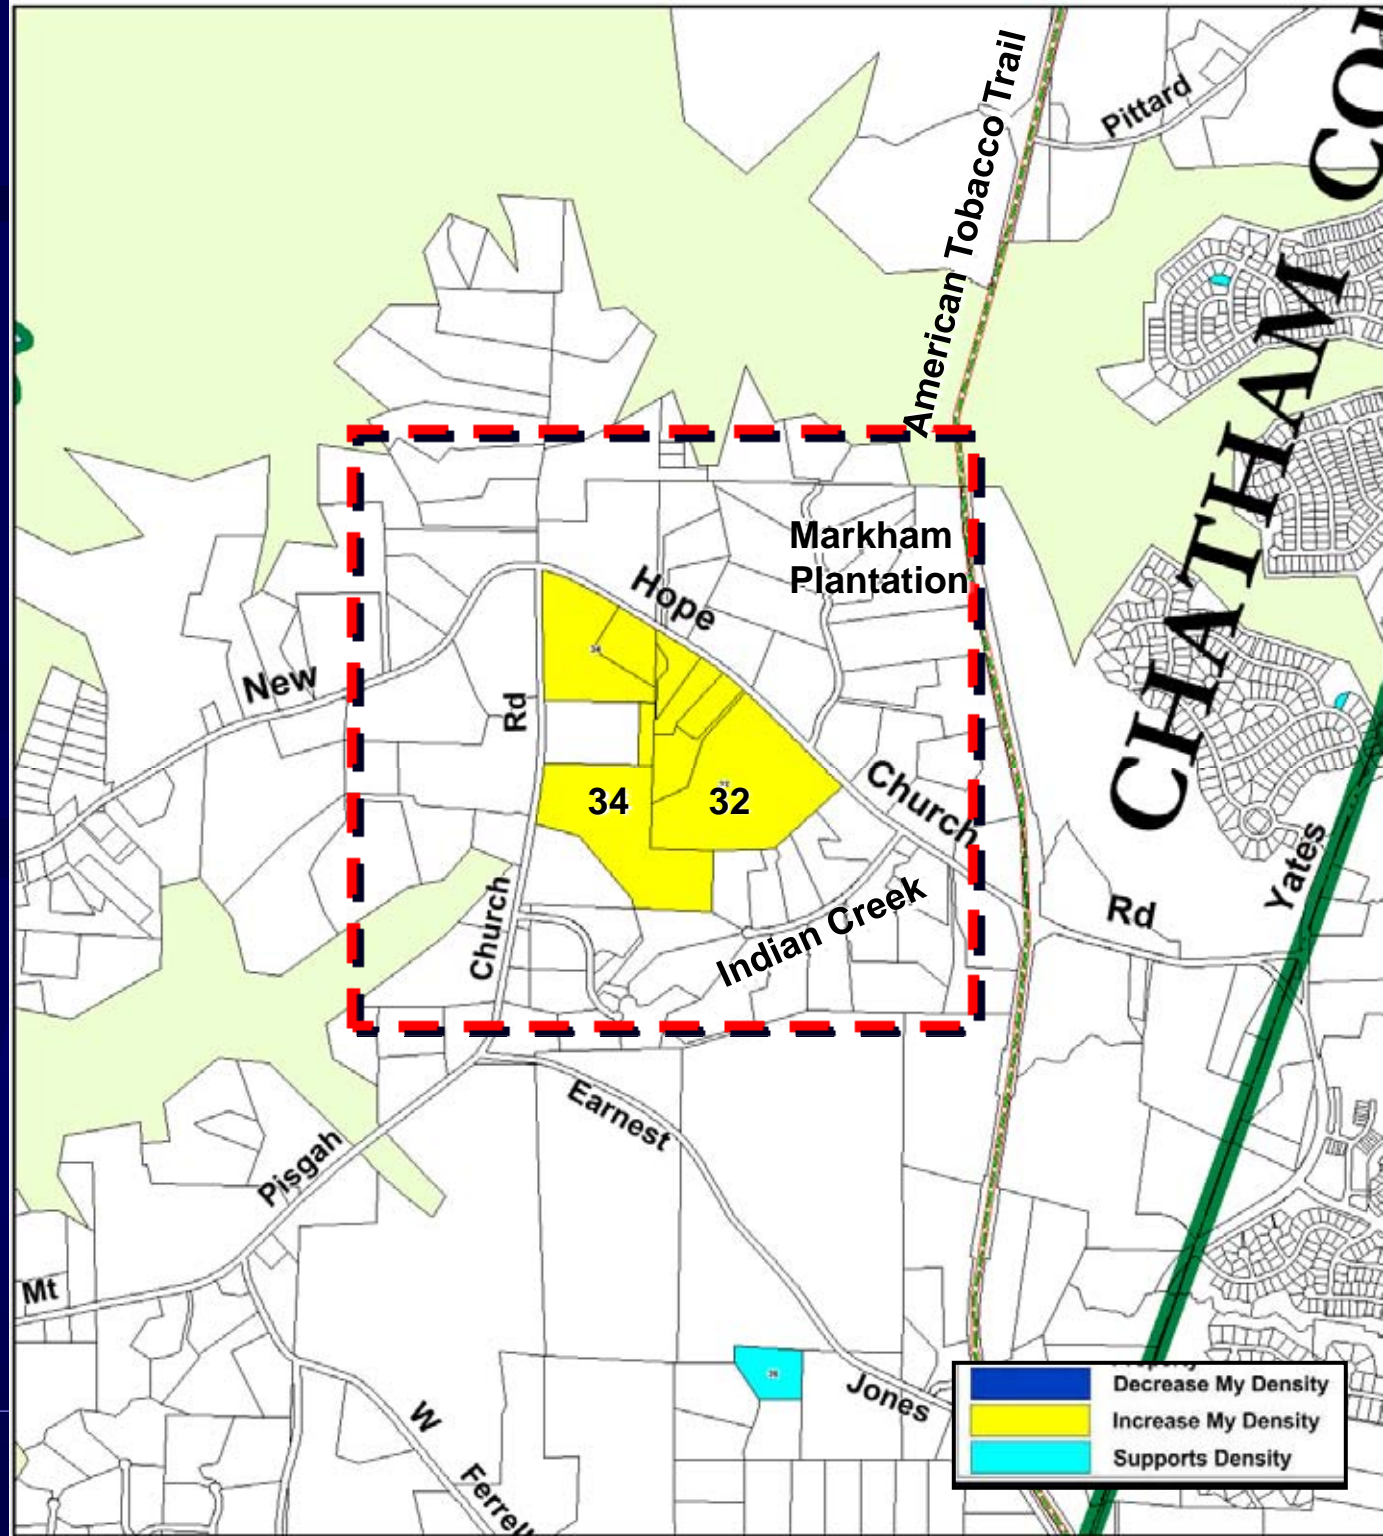 American Tobacco Trail
Pittard
CHATHAM
Markham
Plantation
Hope
New
Rd
34
34
32
Church
Church
Indian Creek
Rd
Yates
Earnest
Pisgah
Mt
Jones
W
Ferrell
Decrease My Density
Increase My Density
Supports Density